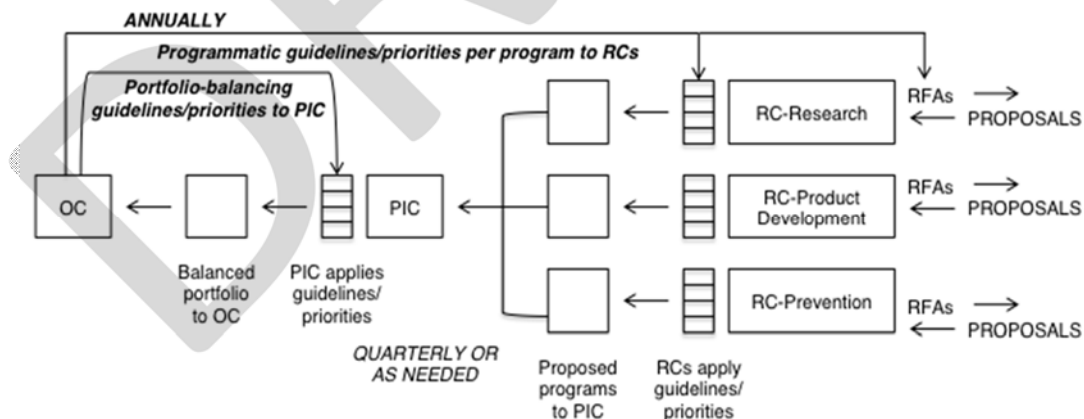 ANNUALLY
Programmatic guidelines/priorities per program to RCs
Portfolio-balancing
guidelines/priorities to PIC
RC-Research
RFAs
PROPOSALS
OC
PIC
RC-Product
Development
RFAs
PROPOSALS
Balanced
portfolio
to OC
PIC applies
guidelines/
priorities
RC-Prevention
RFAs
PROPOSALS
QUARTERLY OR
AS NEEDED
Proposed
programs
to PIC
RCs apply
guidelines/
priorities